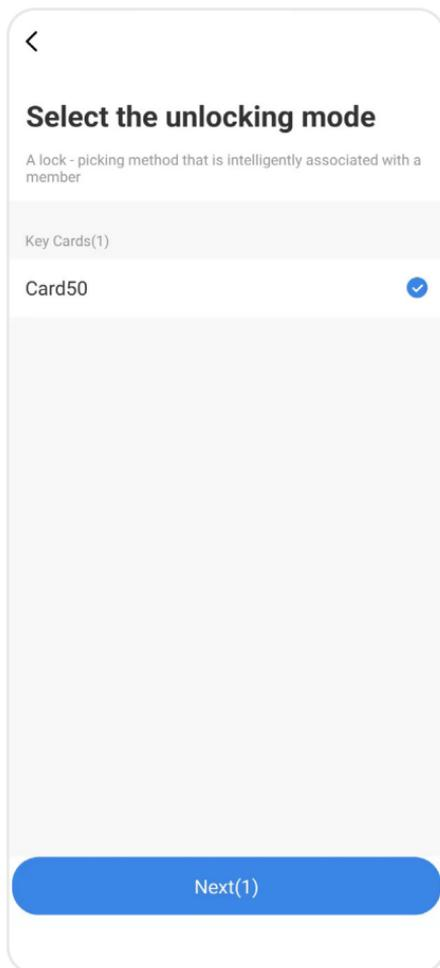 Select the unlocking mode
A lock - picking method that is intelligently associated with a
member
Key Cards(1)
Card50
Next(1)